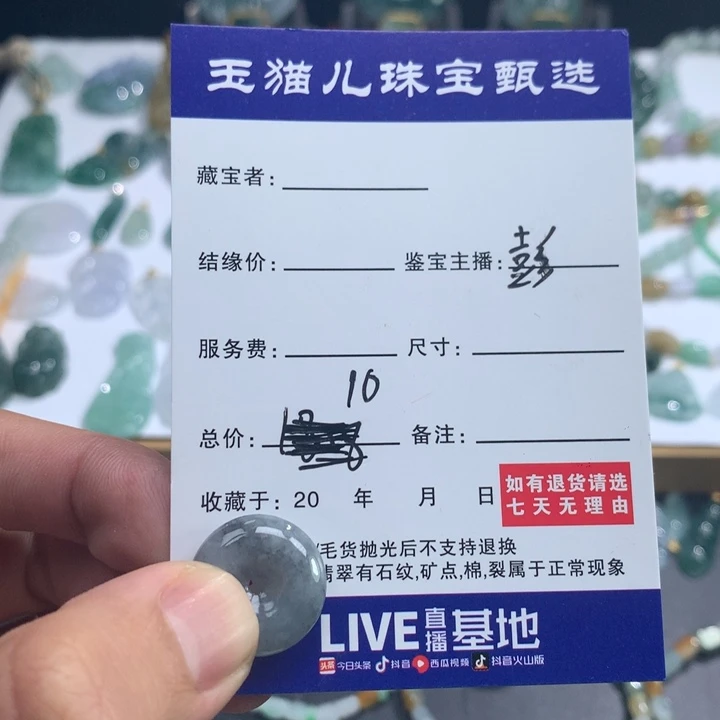 玉猫儿珠宝甄选
藏宝者:
结缘价: 鉴宝主播: 彭
服务费: 尺寸:
10
总价: 备注:
收藏于: 20 年 月 日
如有退货请选
七天无理由
毛货抛光后不支持退换
翡翠有石纹,矿点,棉,裂属于正常现象
LIVE直播基地
头条 今日头条 抖音 西瓜视频 抖音火山版